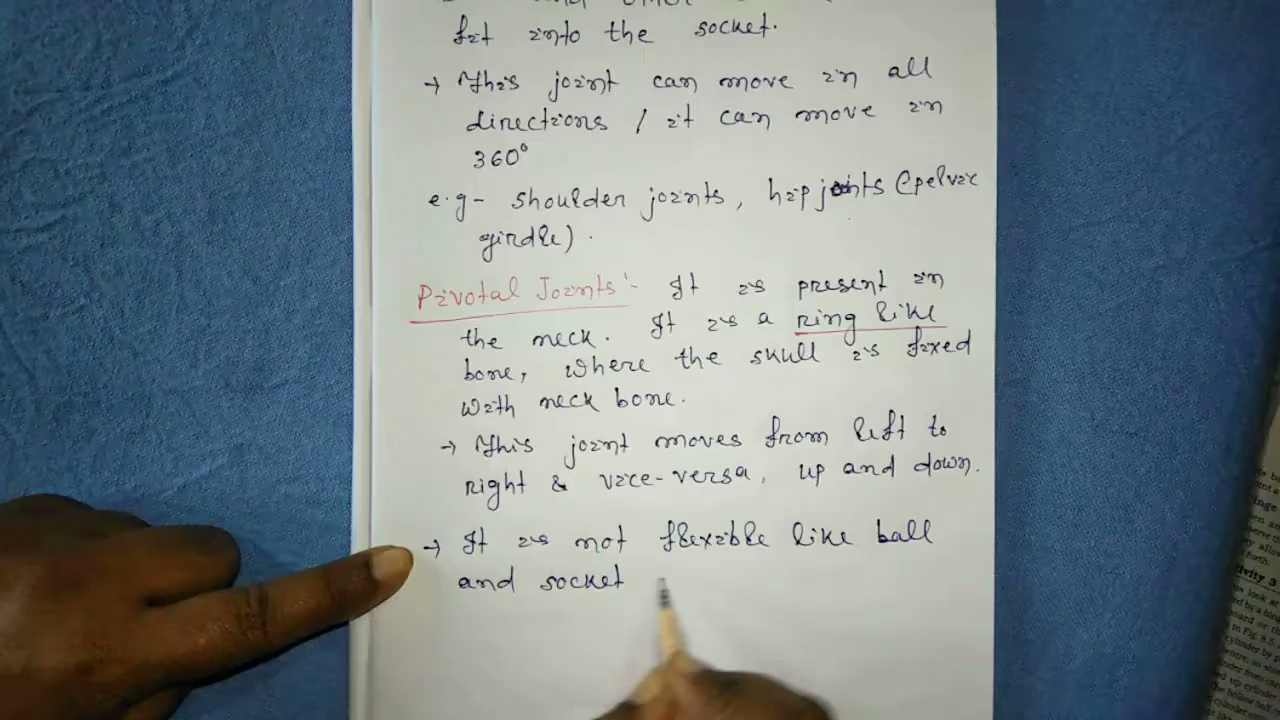 fit into the socket.
→ This joint can move in all
directions / it can move in
360°
e.g - shoulder joints, hip joints (pelvic
girdle).
Pivotal Joints :- It is present in
the neck. It is a ring like
bone, where the skull is fixed
with neck bone.
→ This joint moves from left to
right & vice-versa, up and down.
→ It is not flexible like ball
and socket